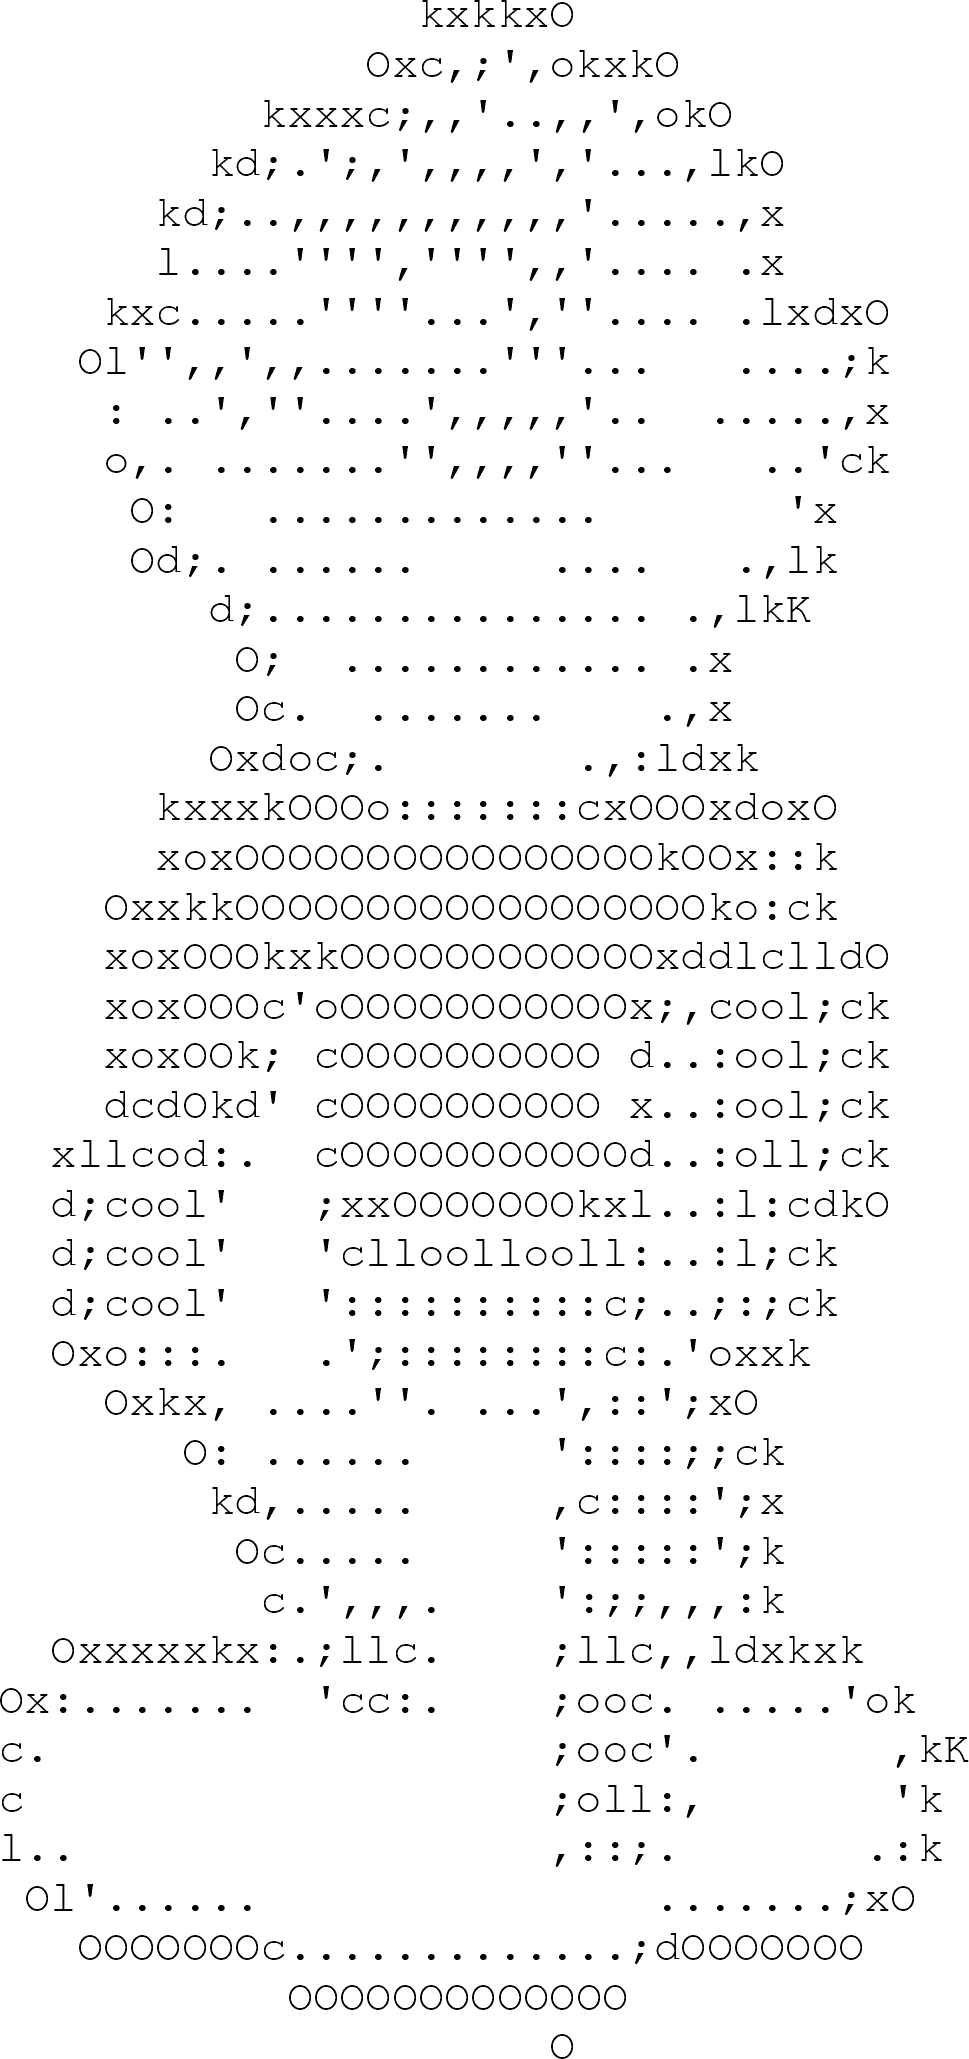 kxkkxO
Oxc,;',okxkO
kxxxc;,,'..,,',okO
kd;.';,',,,,','...,lkO
kd;..,,,,,,,,,,,'.....,x
l....'''','''',,'.... .x
kxc.....''''...',''.... .lxdxO
Ol'',,',,.......'''...   ....;k
: ..',''....',,,,,'..  .....,x
o,. .......'',,,,''...   ..'ck
O:   .............       'x
Od;. ......     ....   .,lk
d;............... .,lkK
O;  ............ .x
Oc.  .......    .,x
Oxdoc;.       .,:ldxk
kxxxkOOOo:::::::cxOOOxdoxO
xoxOOOOOOOOOOOOOOOOkOOx::k
OxxkkOOOOOOOOOOOOOOOOOOko:ck
xoxOOOkxkOOOOOOOOOOOOxddlclldO
xoxOOOc'oOOOOOOOOOOOx;,cool;ck
xoxOOk; cOOOOOOOOOO d..:ool;ck
dcdOkd' cOOOOOOOOOO x..:ool;ck
xllcod:.  cOOOOOOOOOOOd..:oll;ck
d;cool'   ;xxOOOOOOOkxl..:l:cdkO
d;cool'   'clloollooll:..:l;ck
d;cool'   '::::::::::c;..;:;ck
Oxo:::.   .';::::::::c:.'oxxk
Oxkx, ....''. ...',::';xO
O: ......     '::::;;ck
kd,.....     ,c::::';x
Oc.....     ':::::';k
c.',,,.    ':;;,,,:k
Oxxxxxkx:.;llc.    ;llc,,ldxkxk
Ox:.......  'cc:.    ;ooc. .....'ok
c.                   ;ooc'.       ,kK
c                    ;oll:,       'k
l..                  ,::;.       .:k
Ol'......               .......;xO
OOOOOOOc.............;dOOOOOOO
OOOOOOOOOOOOO
O